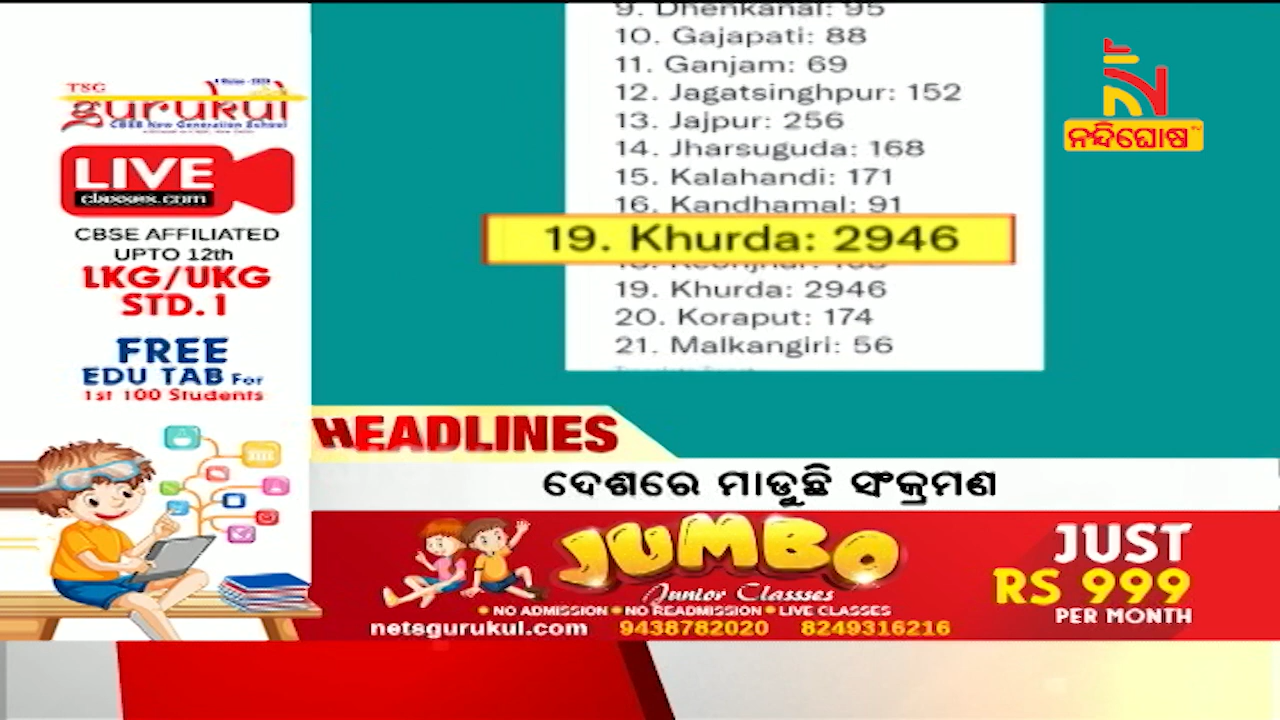 9. Dhenkanal: 95
10. Gajapati: 88
11. Ganjam: 69
12. Jagatsinghpur: 152
13. Jajpur: 256
14. Jharsuguda: 168
15. Kalahandi: 171
16. Kandhamal: 91
19. Khurda: 2946
19. Khurda: 2946
20. Koraput: 174
21. Malkangiri: 56
ନନ୍ଦିଘୋଷ
TSG
gurukul
CBSE New Generation School
LIVE
classes.com
CBSE AFFILIATED
UPTO 12th
LKG/UKG
STD.1
FREE
EDU TAB For
1st 100 Students
HEADLINES
ଦେଶରେ ମାଡୁଛି ସଂକ୍ରମଣ
JUMBO
Junior Classses
NO ADMISSION • NO READMISSION • LIVE CLASSES
netsgurukul.com 9438782020 8249316216
JUST
RS 999
PER MONTH